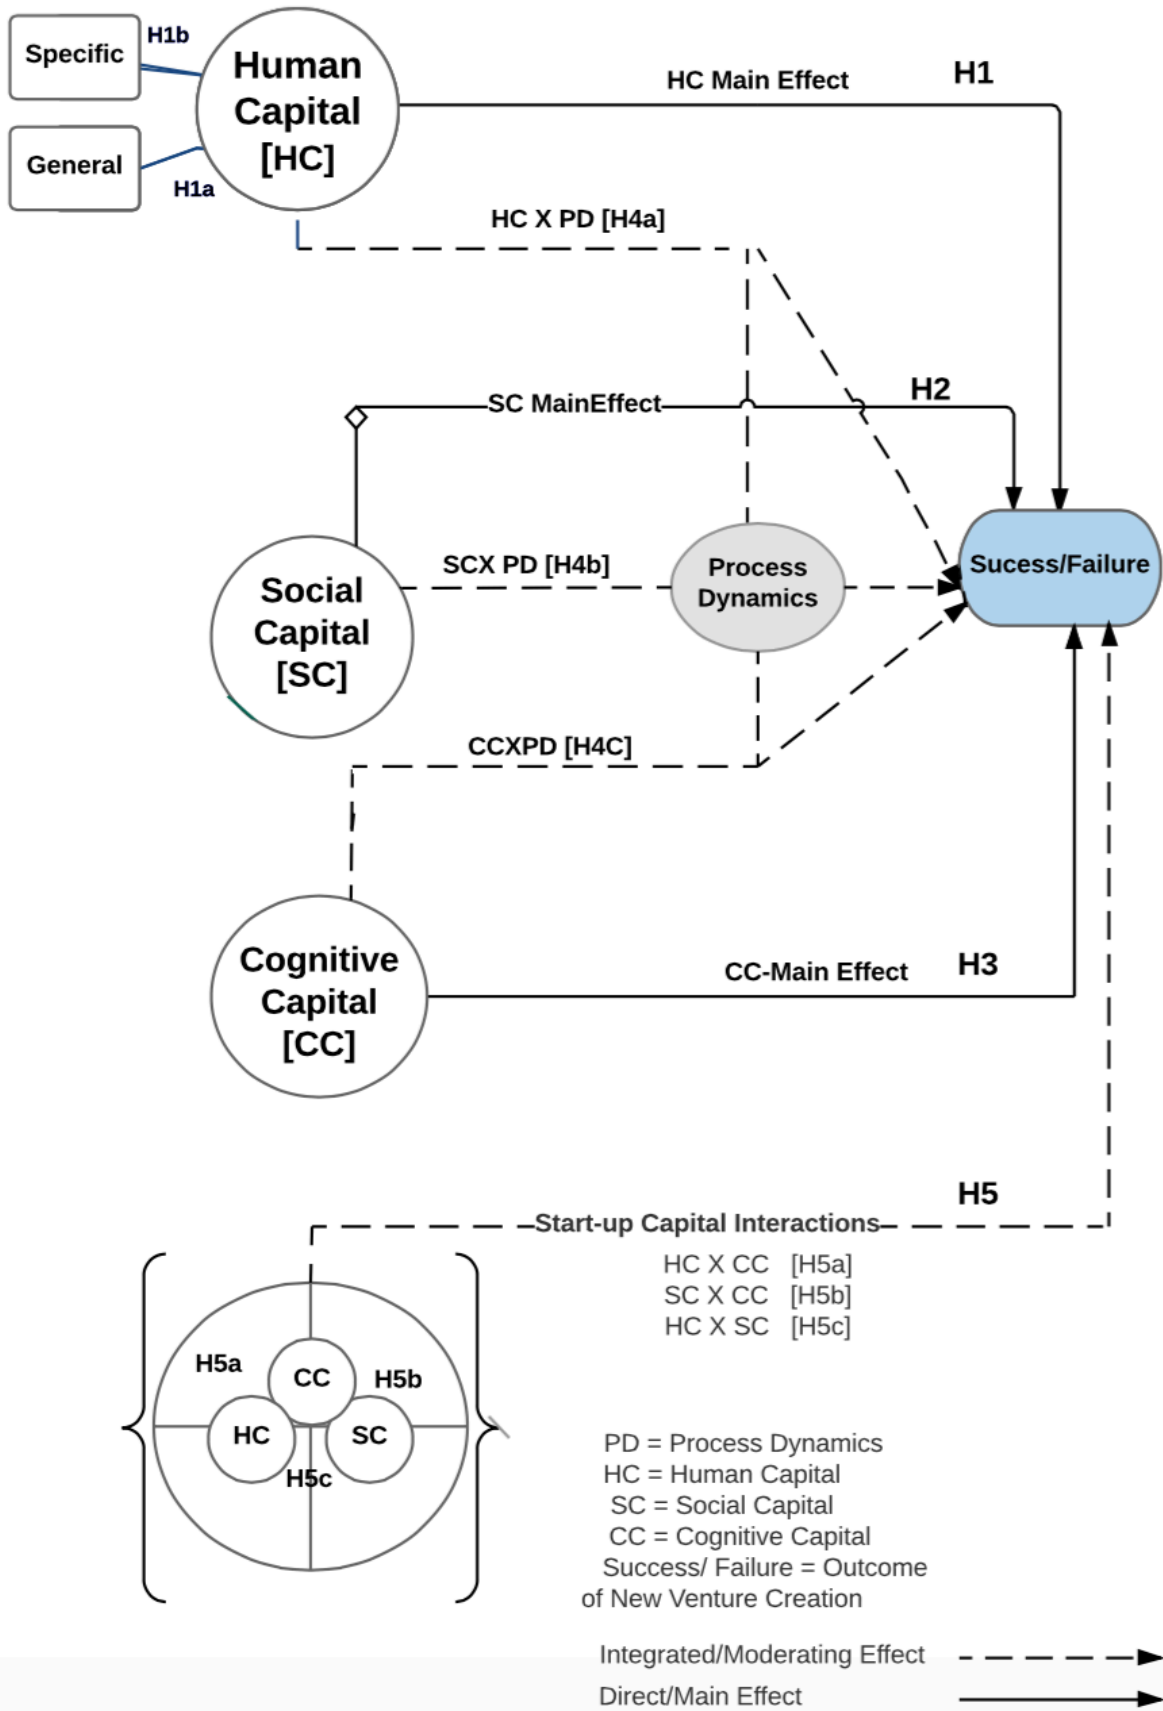 Specific
H1b
Human
Capital
[HC]
HC Main Effect
H1
General
H1a
HC X PD [H4a]
SC MainEffect
H2
Social
Capital
[SC]
SCX PD [H4b]
Process
Dynamics
Sucess/Failure
CCXPD [H4C]
Cognitive
Capital
[CC]
CC-Main Effect
H3
H5
Start-up Capital Interactions
HC X CC [H5a]
SC X CC [H5b]
HC X SC [H5c]
H5a
CC
H5b
HC
SC
H5c
PD = Process Dynamics
HC = Human Capital
SC = Social Capital
CC = Cognitive Capital
Success/ Failure = Outcome
of New Venture Creation
Integrated/Moderating Effect
Direct/Main Effect